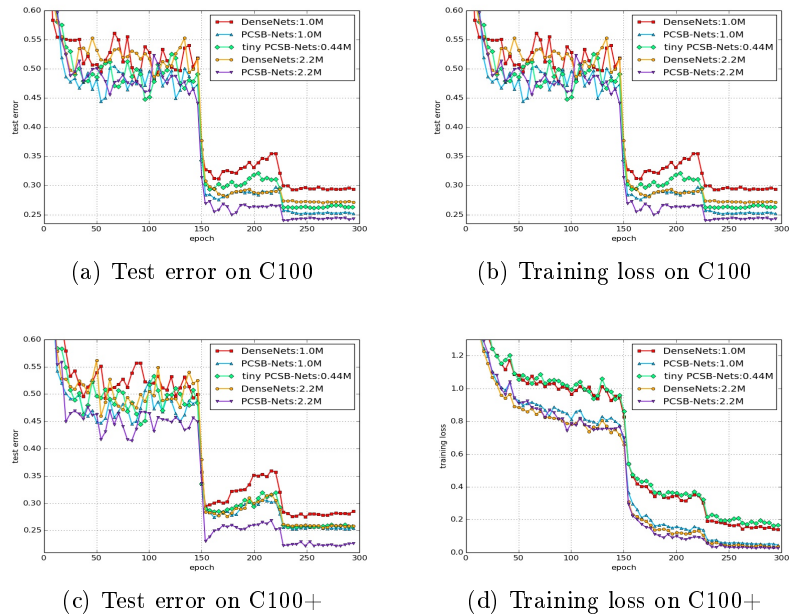 0.60
0.55
0.50
0.45
0.40
0.35
0.30
0.25
test error
0 50 100 150 200 250 300
epoch
DenseNets:1.0M
PCSB-Nets:1.0M
tiny PCSB-Nets:0.44M
DenseNets:2.2M
PCSB-Nets:2.2M
(a) Test error on C100
0.60
0.55
0.50
0.45
0.40
0.35
0.30
0.25
test error
0 50 100 150 200 250 300
epoch
DenseNets:1.0M
PCSB-Nets:1.0M
tiny PCSB-Nets:0.44M
DenseNets:2.2M
PCSB-Nets:2.2M
(b) Training loss on C100
0.60
0.55
0.50
0.45
0.40
0.35
0.30
0.25
test error
0 50 100 150 200 250 300
epoch
DenseNets:1.0M
PCSB-Nets:1.0M
tiny PCSB-Nets:0.44M
DenseNets:2.2M
PCSB-Nets:2.2M
(c) Test error on C100+
1.2
1.0
0.8
0.6
0.4
0.2
0.0
training loss
0 50 100 150 200 250 300
epoch
DenseNets:1.0M
PCSB-Nets:1.0M
tiny PCSB-Nets:0.44M
DenseNets:2.2M
PCSB-Nets:2.2M
(d) Training loss on C100+